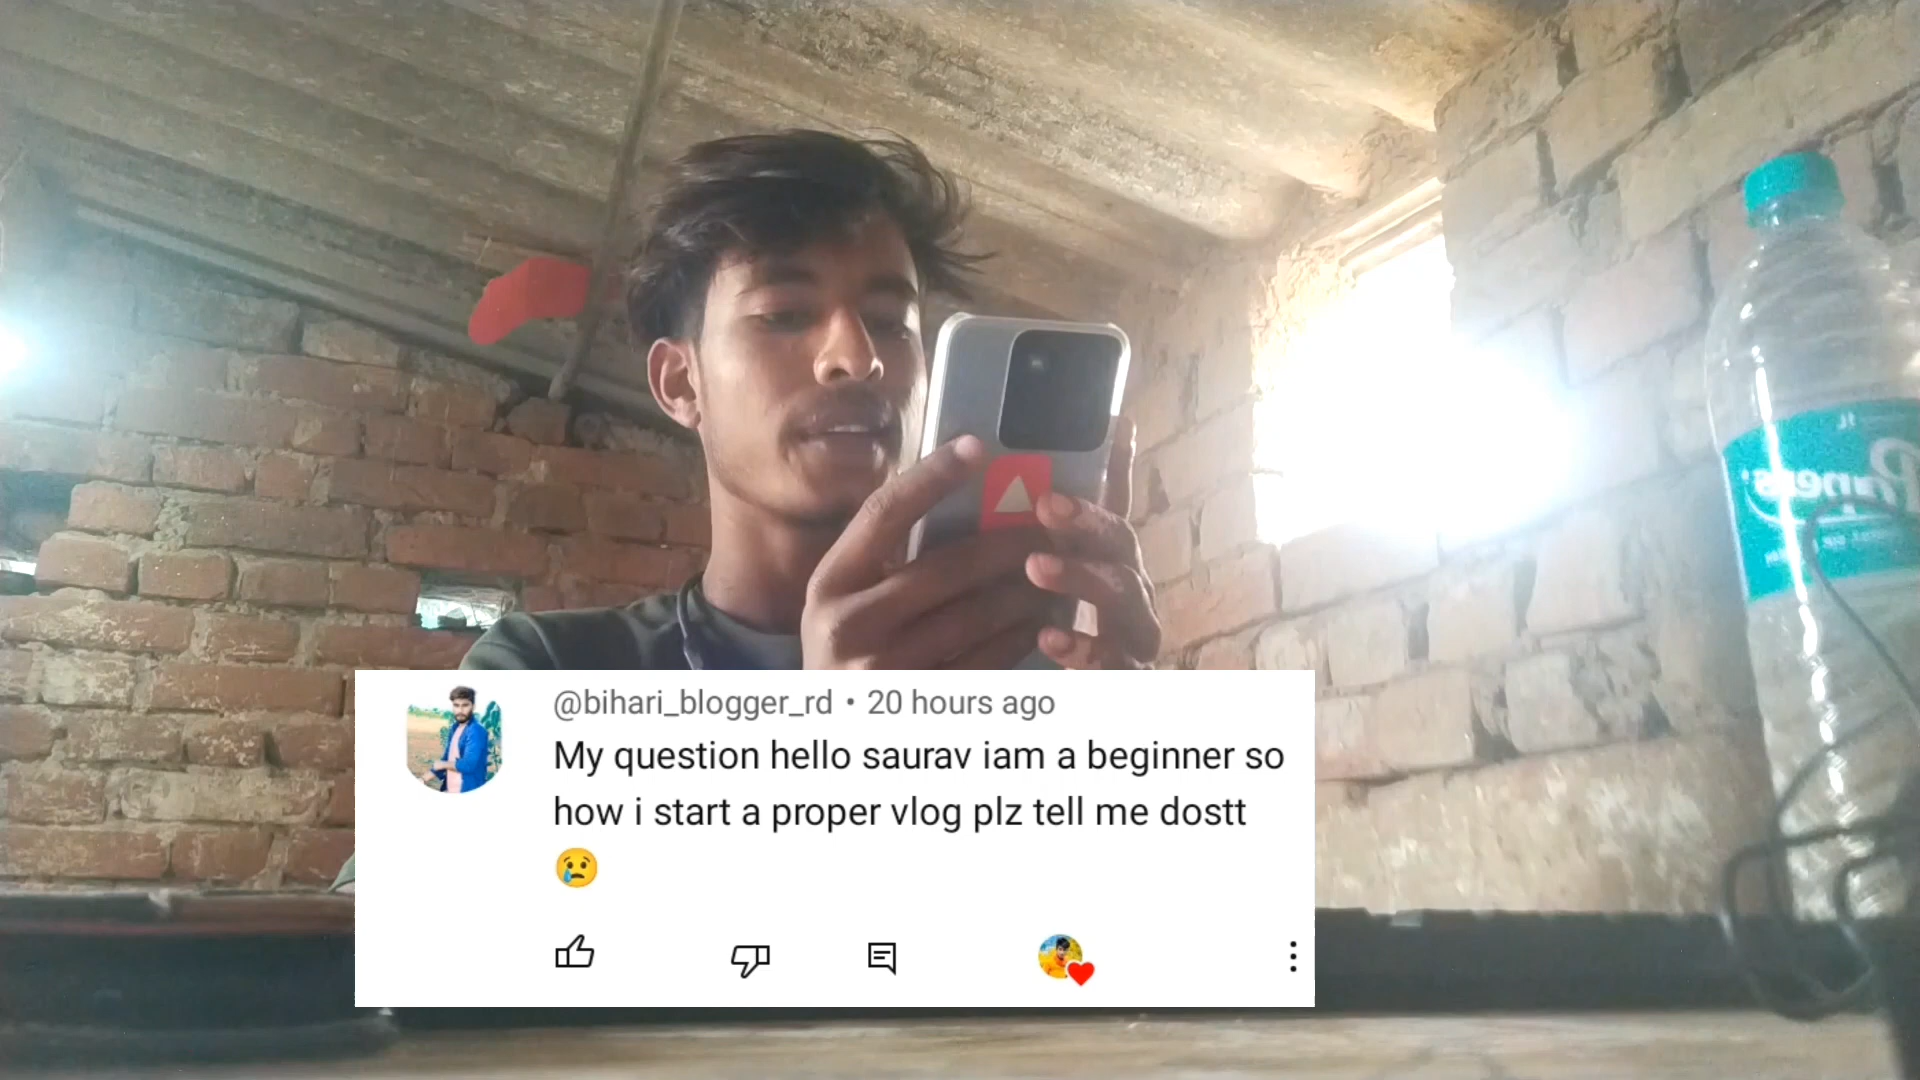 @bihari_blogger_rd • 20 hours ago
My question hello saurav iam a beginner so
how i start a proper vlog plz tell me dostt
😢